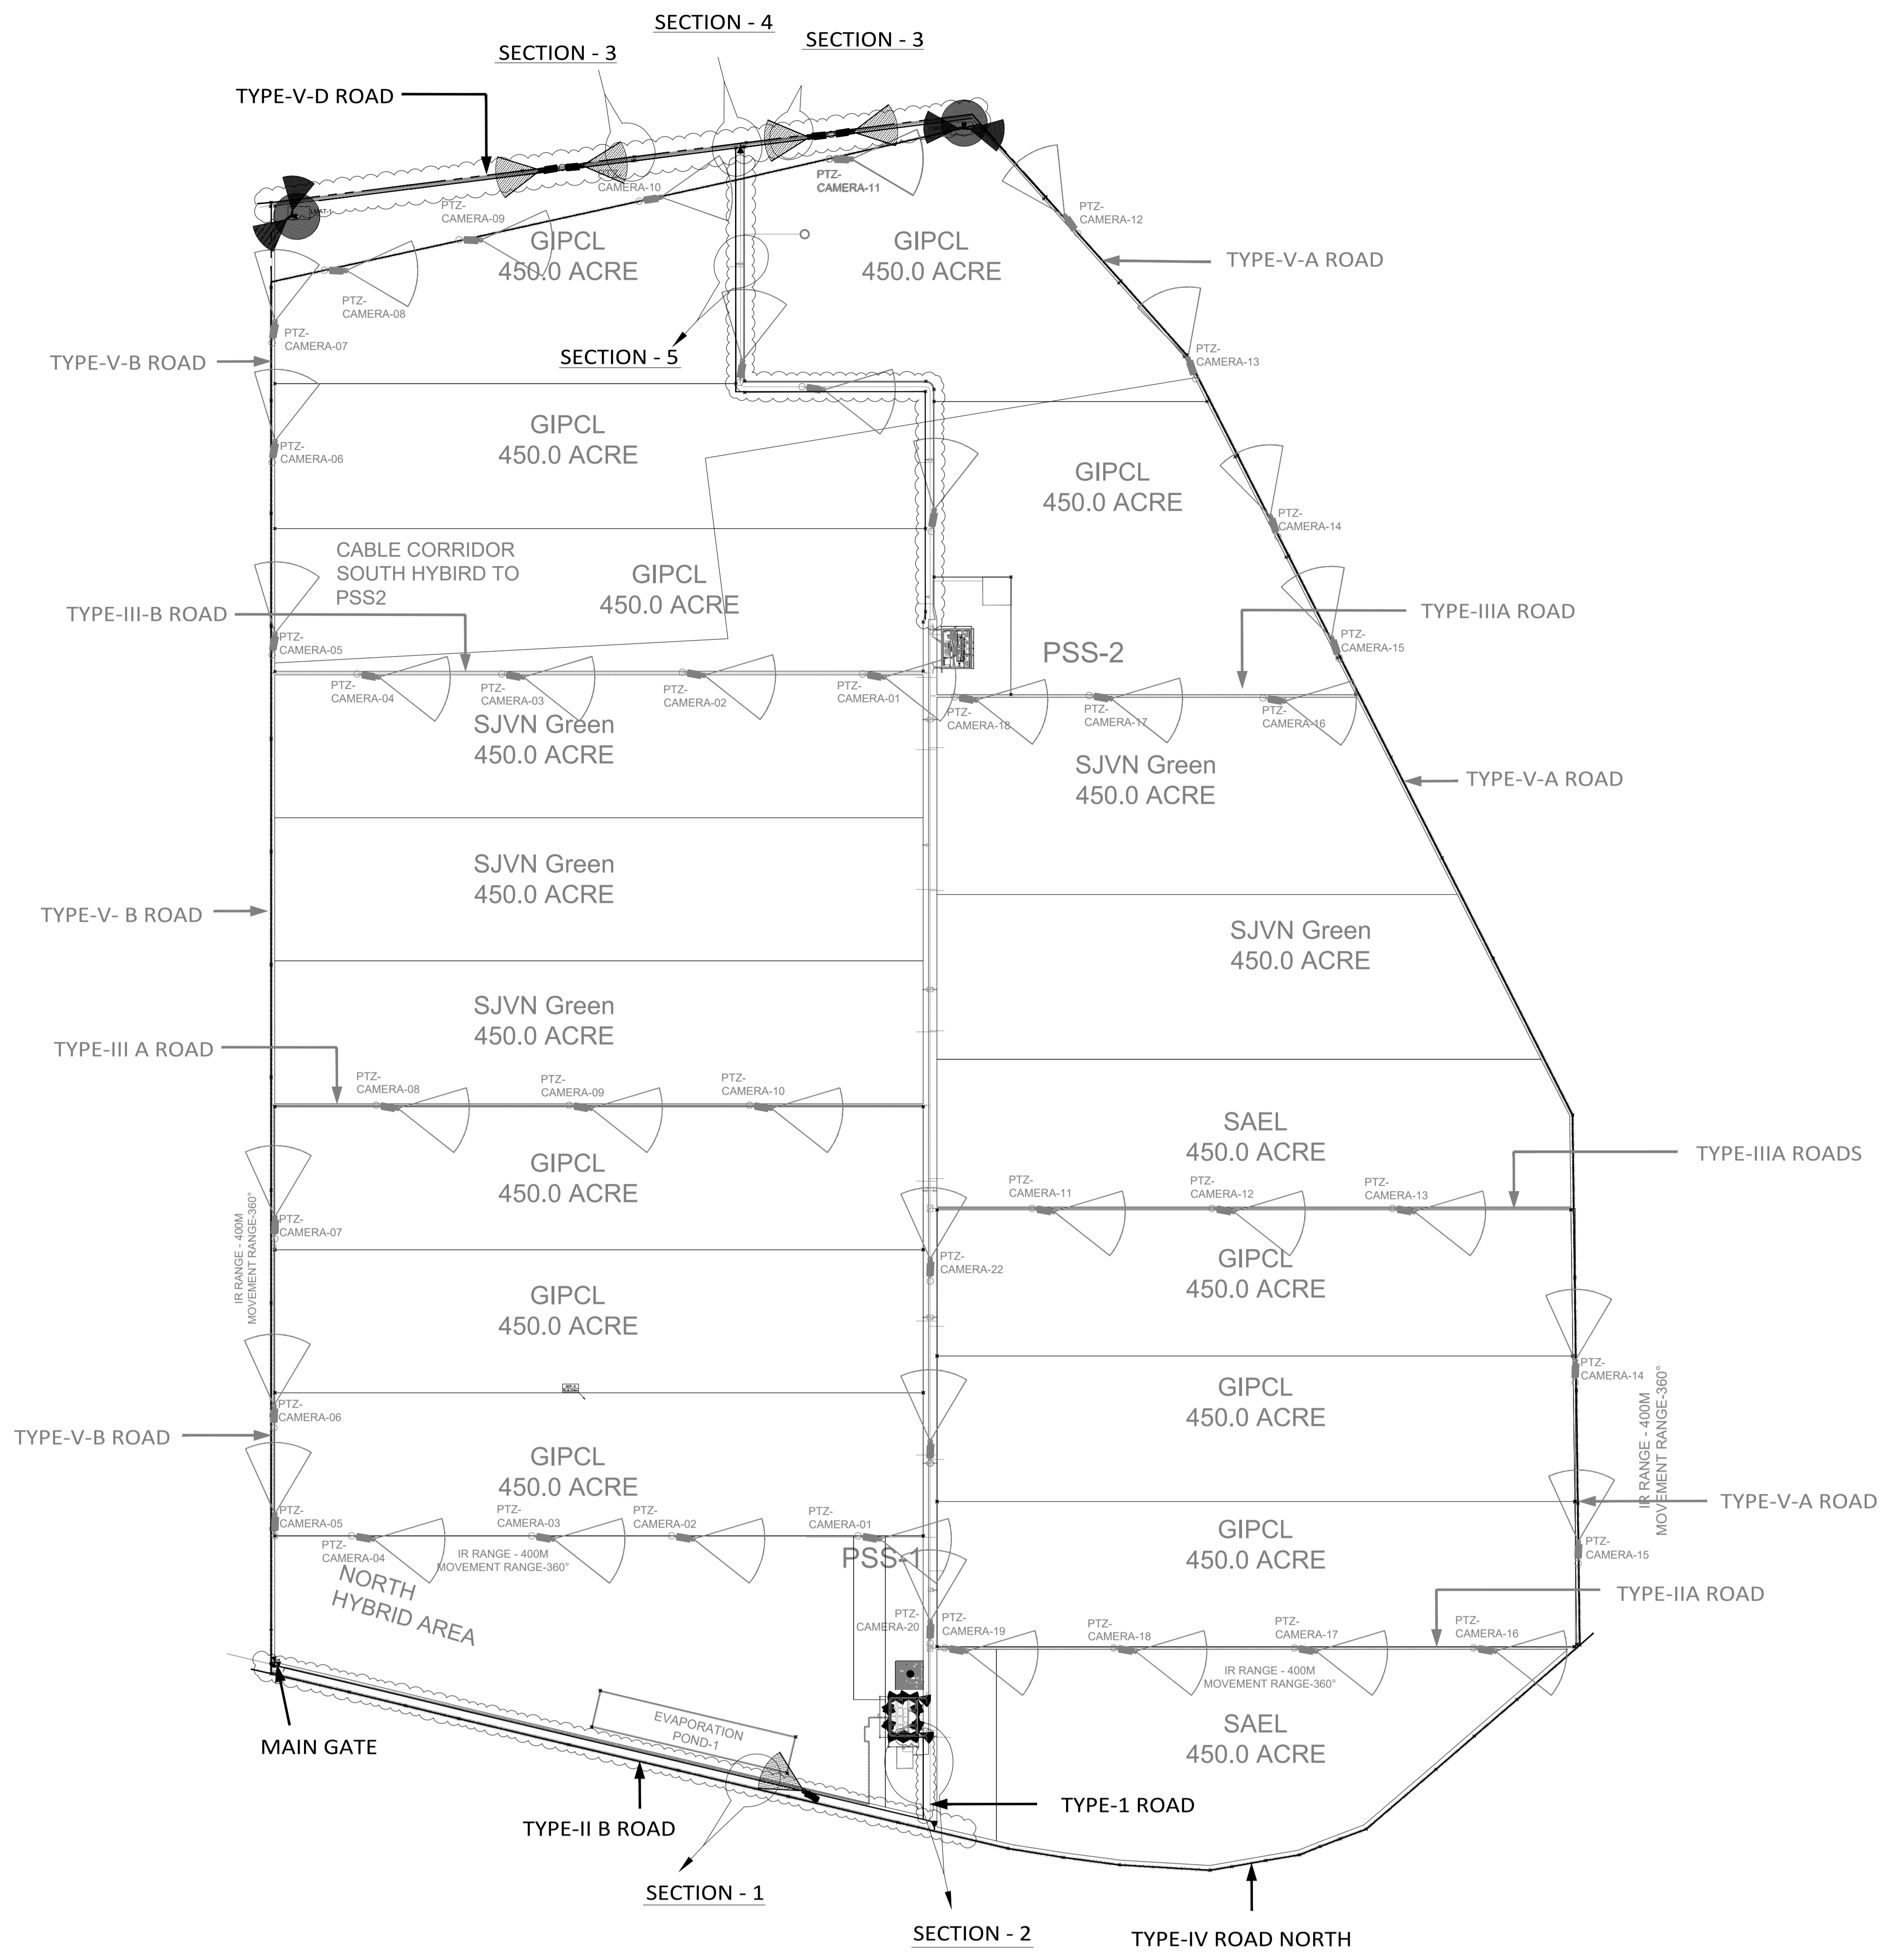 SECTION - 4
SECTION - 3
SECTION - 3
TYPE-V-D ROAD
CAMERA-10
PTZ-
CAMERA-11
PTZ-
CAMERA-09
PTZ-
CAMERA-12
GIPCL
450.0 ACRE
GIPCL
450.0 ACRE
TYPE-V-A ROAD
PTZ-
CAMERA-08
PTZ-
CAMERA-07
TYPE-V-B ROAD
SECTION - 5
PTZ-
CAMERA-13
GIPCL
450.0 ACRE
PTZ-
CAMERA-06
GIPCL
450.0 ACRE
PTZ-
CAMERA-14
CABLE CORRIDOR
SOUTH HYBIRD TO
PSS2
GIPCL
450.0 ACRE
TYPE-III-B ROAD
TYPE-IIIA ROAD
PTZ-
CAMERA-05
PSS-2
PTZ-
CAMERA-15
PTZ-
CAMERA-04
PTZ-
CAMERA-03
PTZ-
CAMERA-02
PTZ-
CAMERA-01
PTZ-
CAMERA-18
PTZ-
CAMERA-17
PTZ-
CAMERA-16
SJVN Green
450.0 ACRE
SJVN Green
450.0 ACRE
TYPE-V-A ROAD
SJVN Green
450.0 ACRE
TYPE-V- B ROAD
SJVN Green
450.0 ACRE
SJVN Green
450.0 ACRE
TYPE-III A ROAD
PTZ-
CAMERA-08
PTZ-
CAMERA-09
PTZ-
CAMERA-10
SAEL
450.0 ACRE
TYPE-IIIA ROADS
GIPCL
450.0 ACRE
PTZ-
CAMERA-11
PTZ-
CAMERA-12
PTZ-
CAMERA-13
IR RANGE - 400M
MOVEMENT RANGE-360°
PTZ-
CAMERA-07
PTZ-
CAMERA-22
GIPCL
450.0 ACRE
GIPCL
450.0 ACRE
PTZ-
CAMERA-14
IR RANGE - 400M
MOVEMENT RANGE-360°
GIPCL
450.0 ACRE
PTZ-
CAMERA-06
TYPE-V-B ROAD
GIPCL
450.0 ACRE
TYPE-V-A ROAD
PTZ-
CAMERA-05
PTZ-
CAMERA-04
PTZ-
CAMERA-03
PTZ-
CAMERA-02
PTZ-
CAMERA-01
IR RANGE - 400M
MOVEMENT RANGE-360°
PSS-1
GIPCL
450.0 ACRE
PTZ-
CAMERA-15
NORTH
HYBRID AREA
TYPE-IIA ROAD
PTZ-
CAMERA-20
PTZ-
CAMERA-19
PTZ-
CAMERA-18
PTZ-
CAMERA-17
PTZ-
CAMERA-16
IR RANGE - 400M
MOVEMENT RANGE-360°
MAIN GATE
EVAPORATION
POND-1
SAEL
450.0 ACRE
TYPE-1 ROAD
TYPE-II B ROAD
SECTION - 1
SECTION - 2
TYPE-IV ROAD NORTH